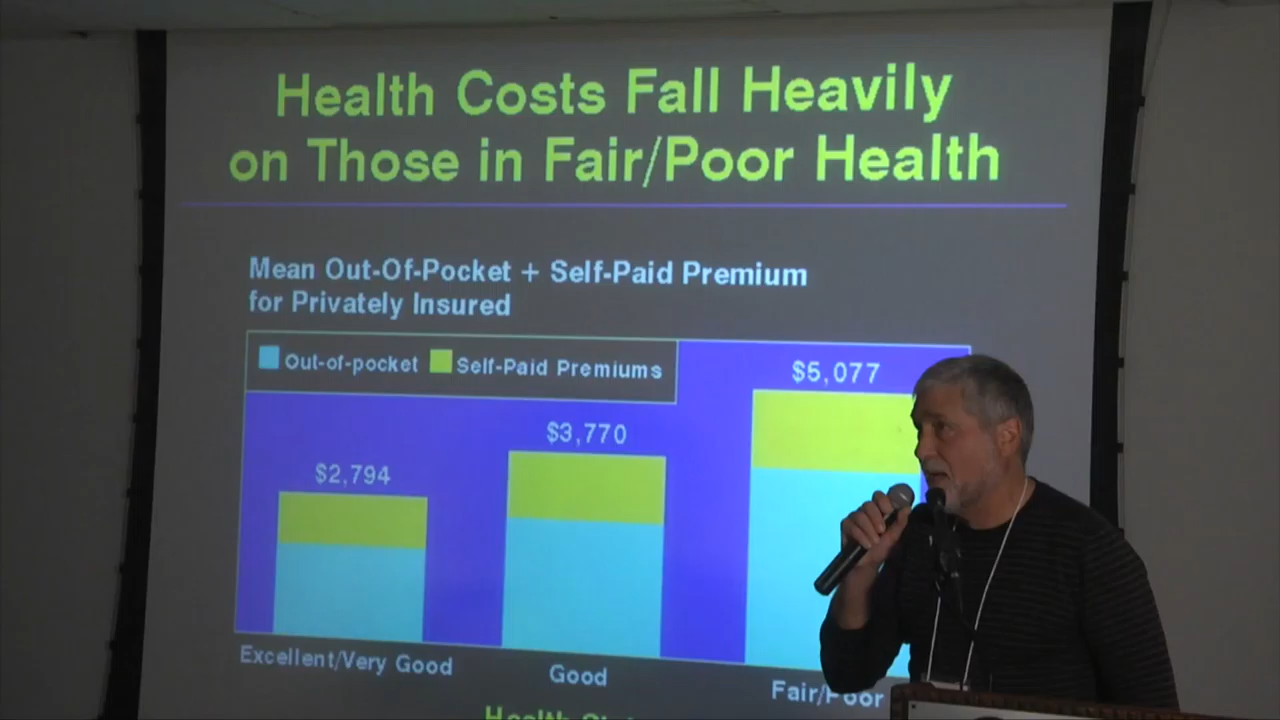 Health Costs Fall Heavily
on Those in Fair/Poor Health
Mean Out-Of-Pocket + Self-Paid Premium
for Privately Insured
Out-of-pocket Self-Paid Premiums
$5,077
$3,770
$2,794
Excellent/Very Good
Good
Fair/Poor
Health